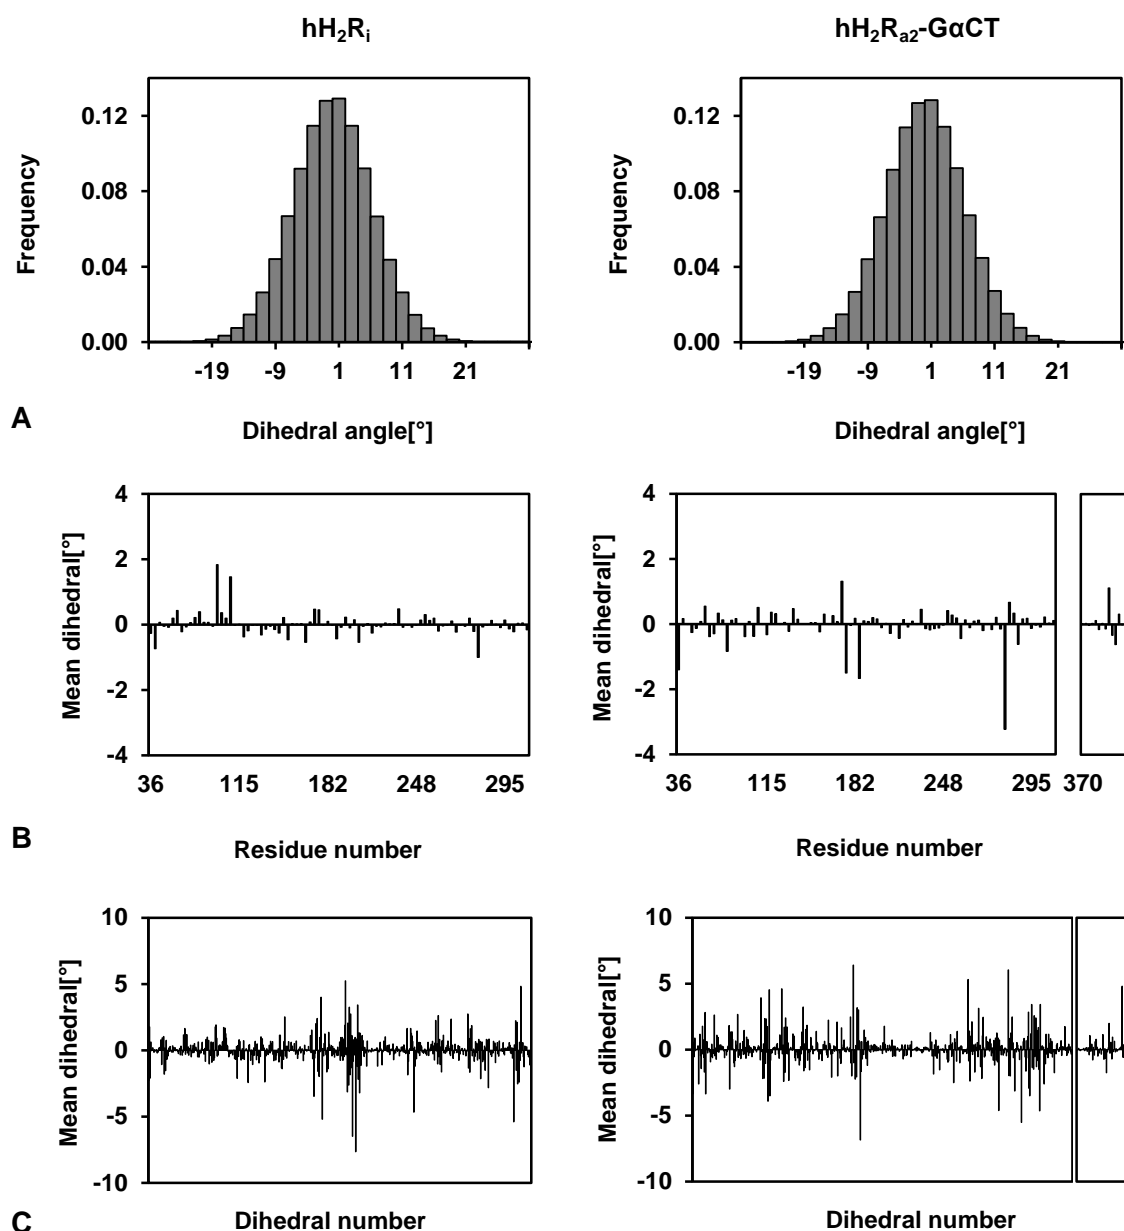 hH₂Rᵢ
hH₂Rₐ₂-GαCT
0.12
0.08
0.04
0.00
Frequency
-19 -9 1 11 21
Dihedral angle[°]
0.12
0.08
0.04
0.00
Frequency
-19 -9 1 11 21
Dihedral angle[°]
A
4
2
0
-2
-4
Mean dihedral[°]
36 115 182 248 295
Residue number
4
2
0
-2
-4
Mean dihedral[°]
36 115 182 248 295 370
Residue number
B
10
5
0
-5
-10
Mean dihedral[°]
Dihedral number
10
5
0
-5
-10
Mean dihedral[°]
Dihedral number
C